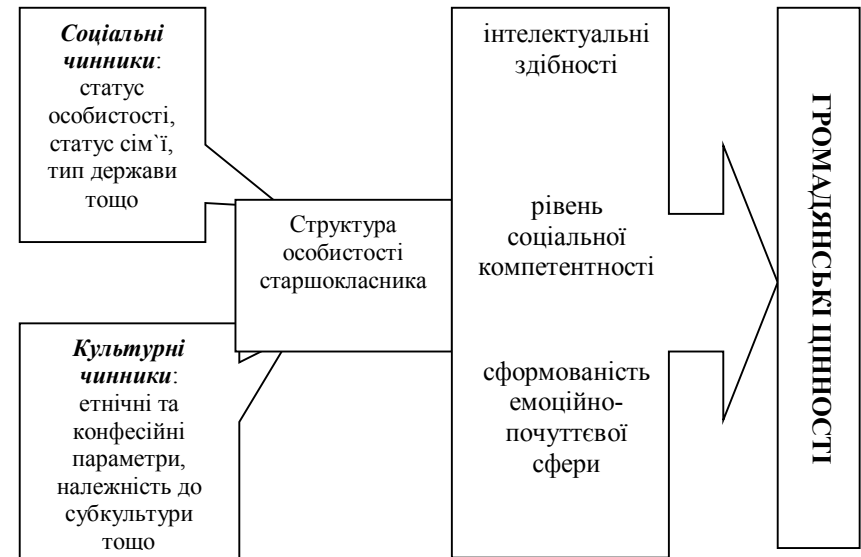 Соціальні
чинники:
статус
особистості,
статус сім`ї,
тип держави
тощо
Структура
особистості
старшокласника
Культурні
чинники:
етнічні та
конфесійні
параметри,
належність до
субкультури
тощо
інтелектуальні
здібності
рівень
соціальної
компетентності
сформованість
емоційно-
почуттєвої
сфери
ГРОМАДЯНСЬКІ ЦІННОСТІ